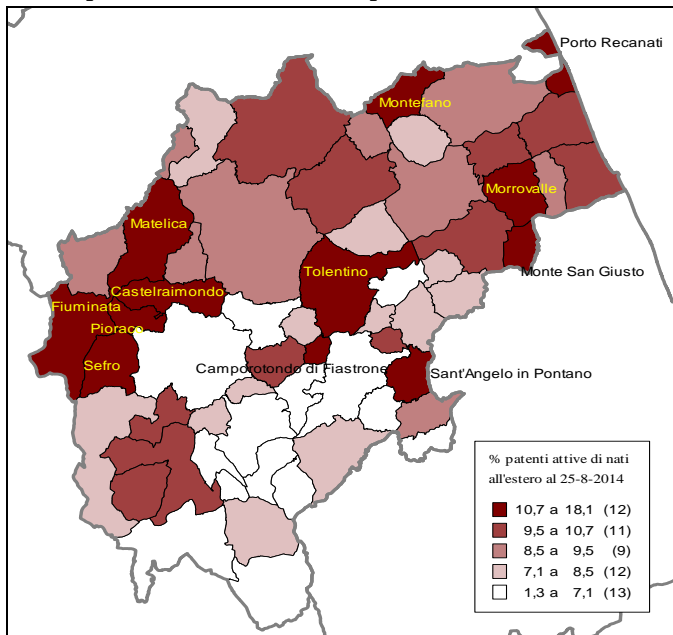 Porto Recanati
Montefano
Morrovalle
Matelica
Monte San Giusto
Tolentino
Castelraimondo
Fiuminata
Pioraco
Sefro
Camporotondo di Fiastrone
Sant'Angelo in Pontano
% patenti attive di nati
all'estero al 25-8-2014
10,7 a 18,1 (12)
9,5 a 10,7 (11)
8,5 a 9,5 (9)
7,1 a 8,5 (12)
1,3 a 7,1 (13)